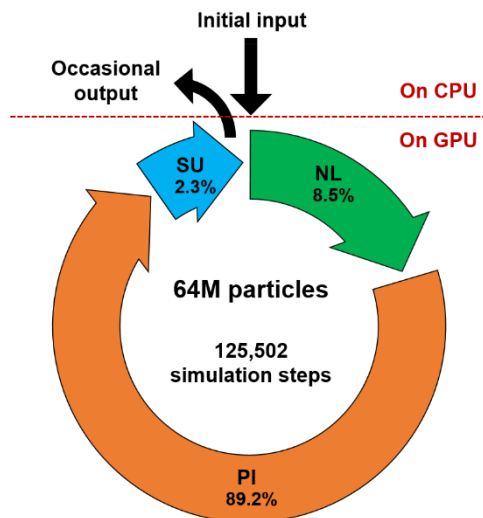 Initial input
Occasional
output
On CPU
On GPU
SU
2.3%
NL
8.5%
64M particles
125,502
simulation steps
PI
89.2%